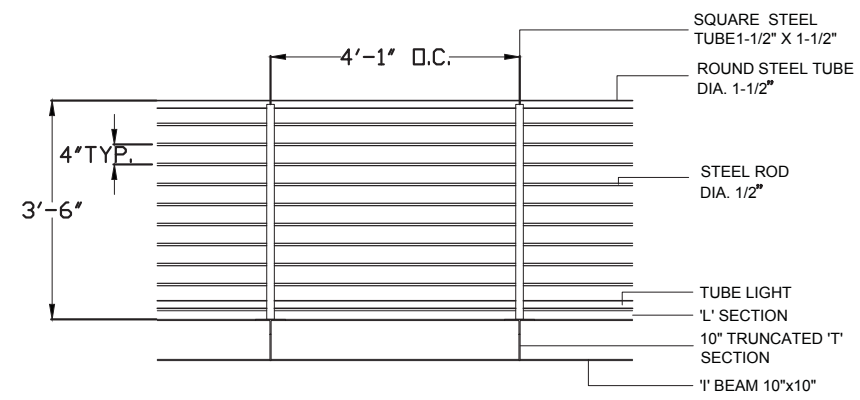 SQUARE STEEL
TUBE1-1/2" X 1-1/2"
4'-1" O.C.
ROUND STEEL TUBE
DIA. 1-1/2"
4"TYP.
STEEL ROD
DIA. 1/2"
3'-6"
TUBE LIGHT
'L' SECTION
10" TRUNCATED 'T'
SECTION
'I' BEAM 10"x10"